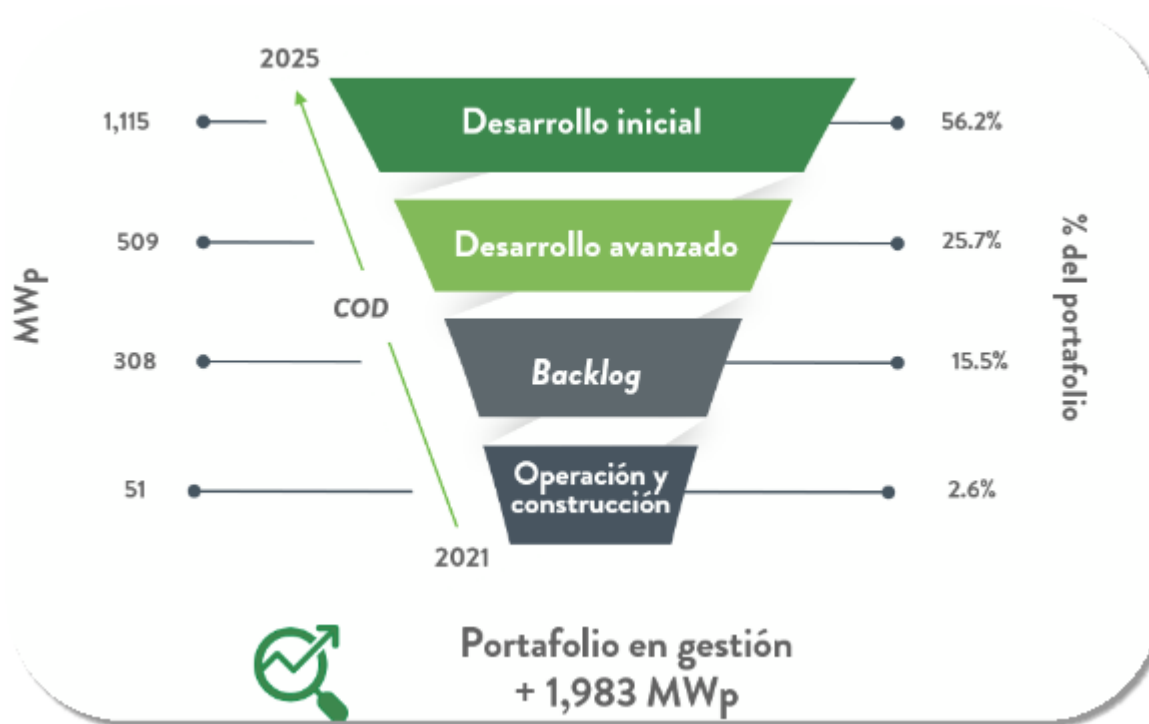 2025
1,115
Desarrollo inicial
56.2%
509
Desarrollo avanzado
25.7%
MWp
COD
% del portafolio
308
Backlog
15.5%
51
Operación y
construcción
2.6%
2021
Portafolio en gestión
+ 1,983 MWp